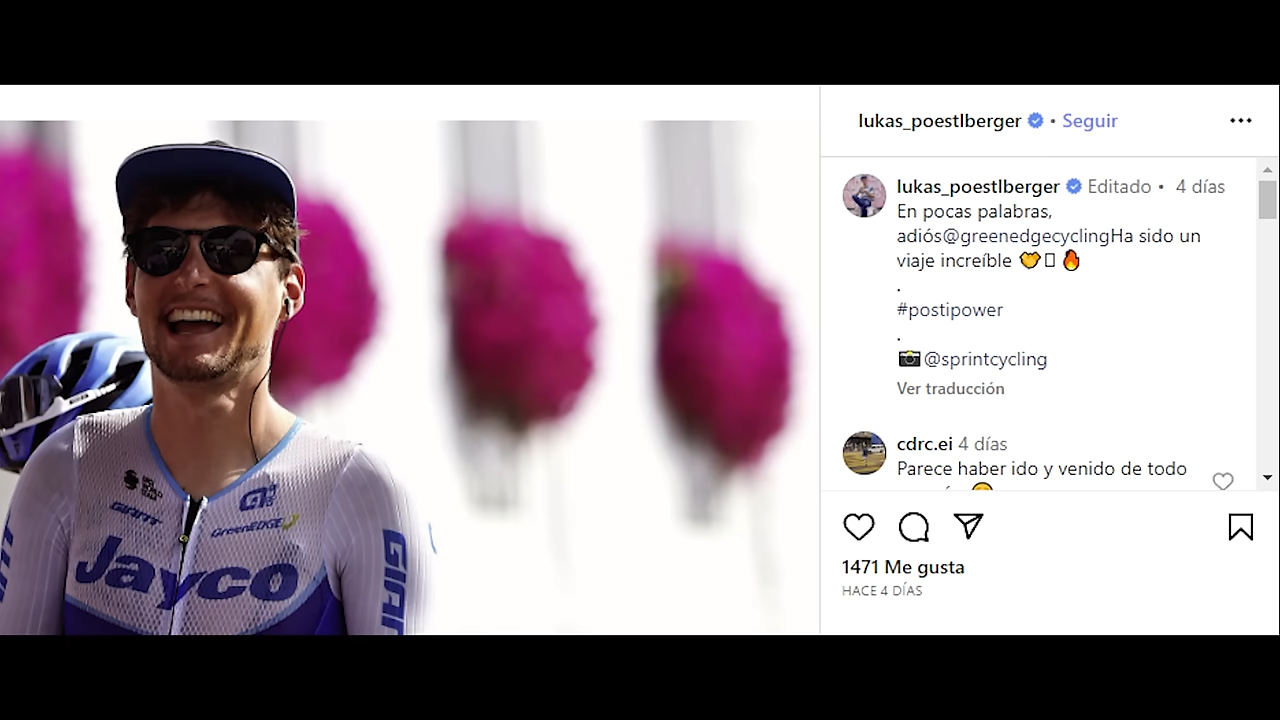 lukas_poestlberger • Seguir
lukas_poestlberger Editado • 4 días
En pocas palabras,
adiós@greenedgecyclingHa sido un
viaje increíble
.
#postipower
.
@sprintcycling
Ver traducción
cdrc.ei 4 días
Parece haber ido y venido de todo
1471 Me gusta
HACE 4 DÍAS
GIANT
GreenEDGE
Jayco